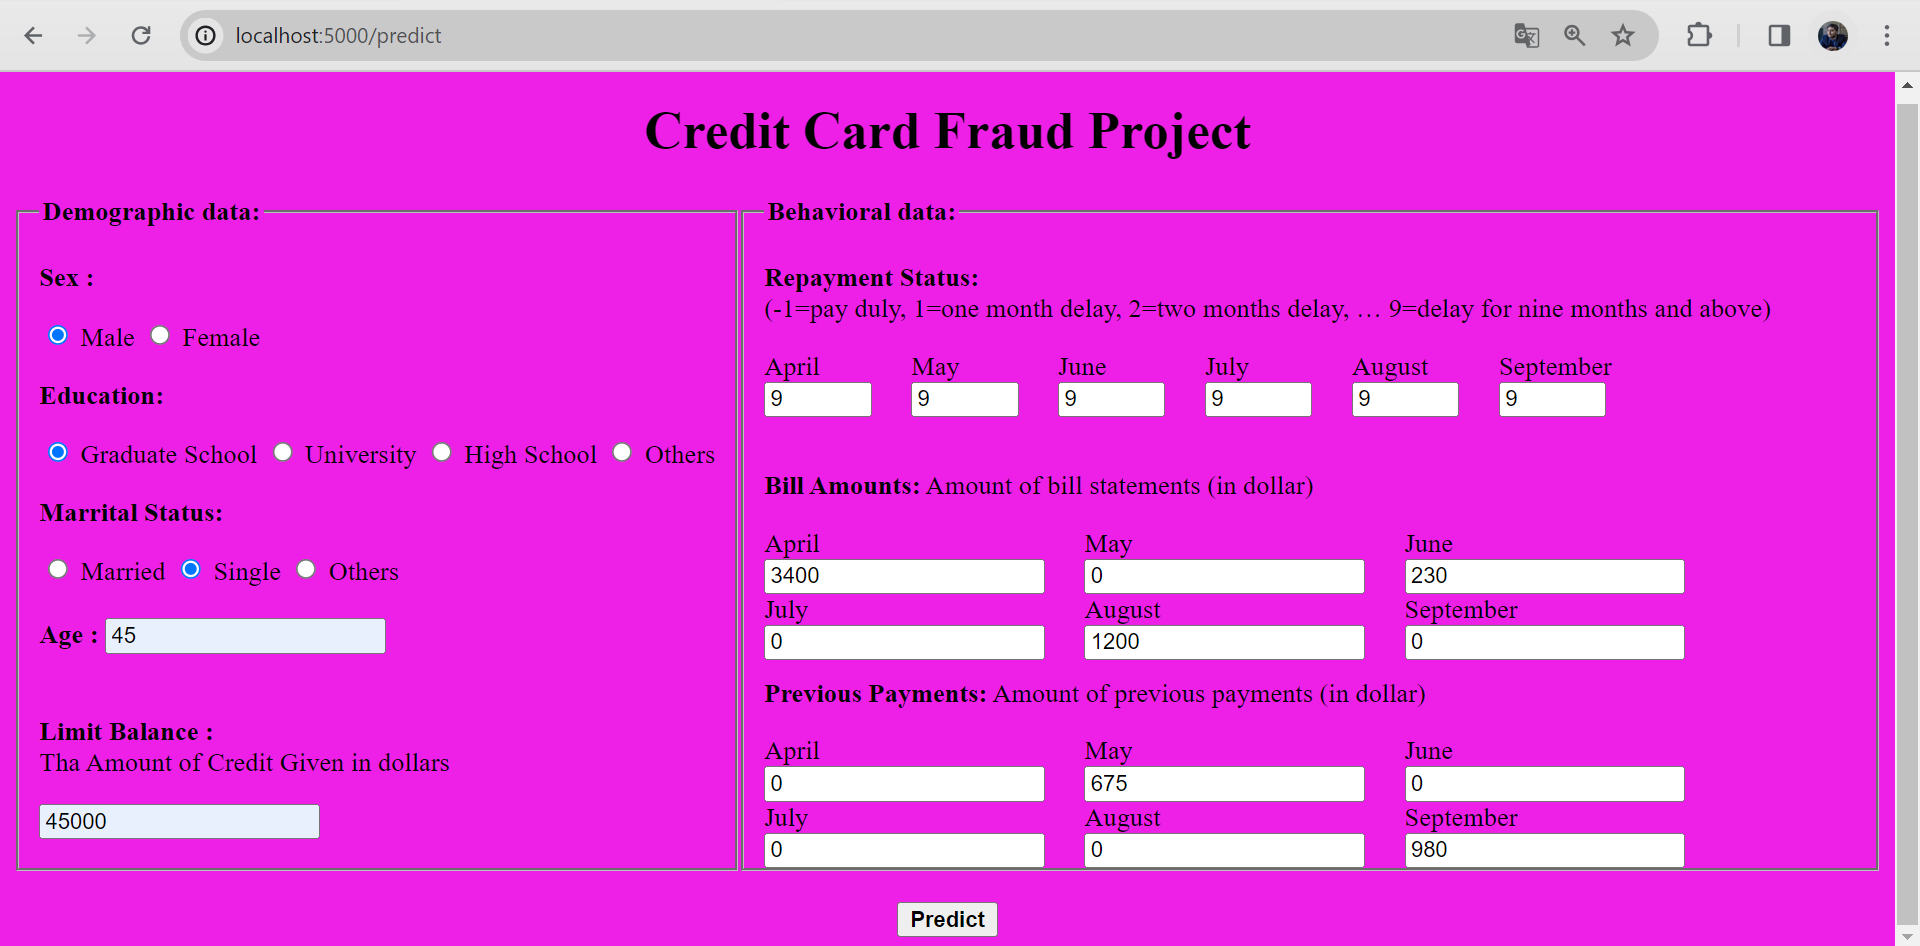 localhost:5000/predict
Credit Card Fraud Project
Demographic data:
Sex :
Male Female
Education:
Graduate School University High School Others
Marrital Status:
Married Single Others
Age : 45
Limit Balance :
Tha Amount of Credit Given in dollars
45000
Behavioral data:
Repayment Status:
(-1=pay duly, 1=one month delay, 2=two months delay, … 9=delay for nine months and above)
April May June July August September
9 9 9 9 9 9
Bill Amounts: Amount of bill statements (in dollar)
April May June
3400 0 230
July August September
0 1200 0
Previous Payments: Amount of previous payments (in dollar)
April May June
0 675 0
July August September
0 0 980
Predict